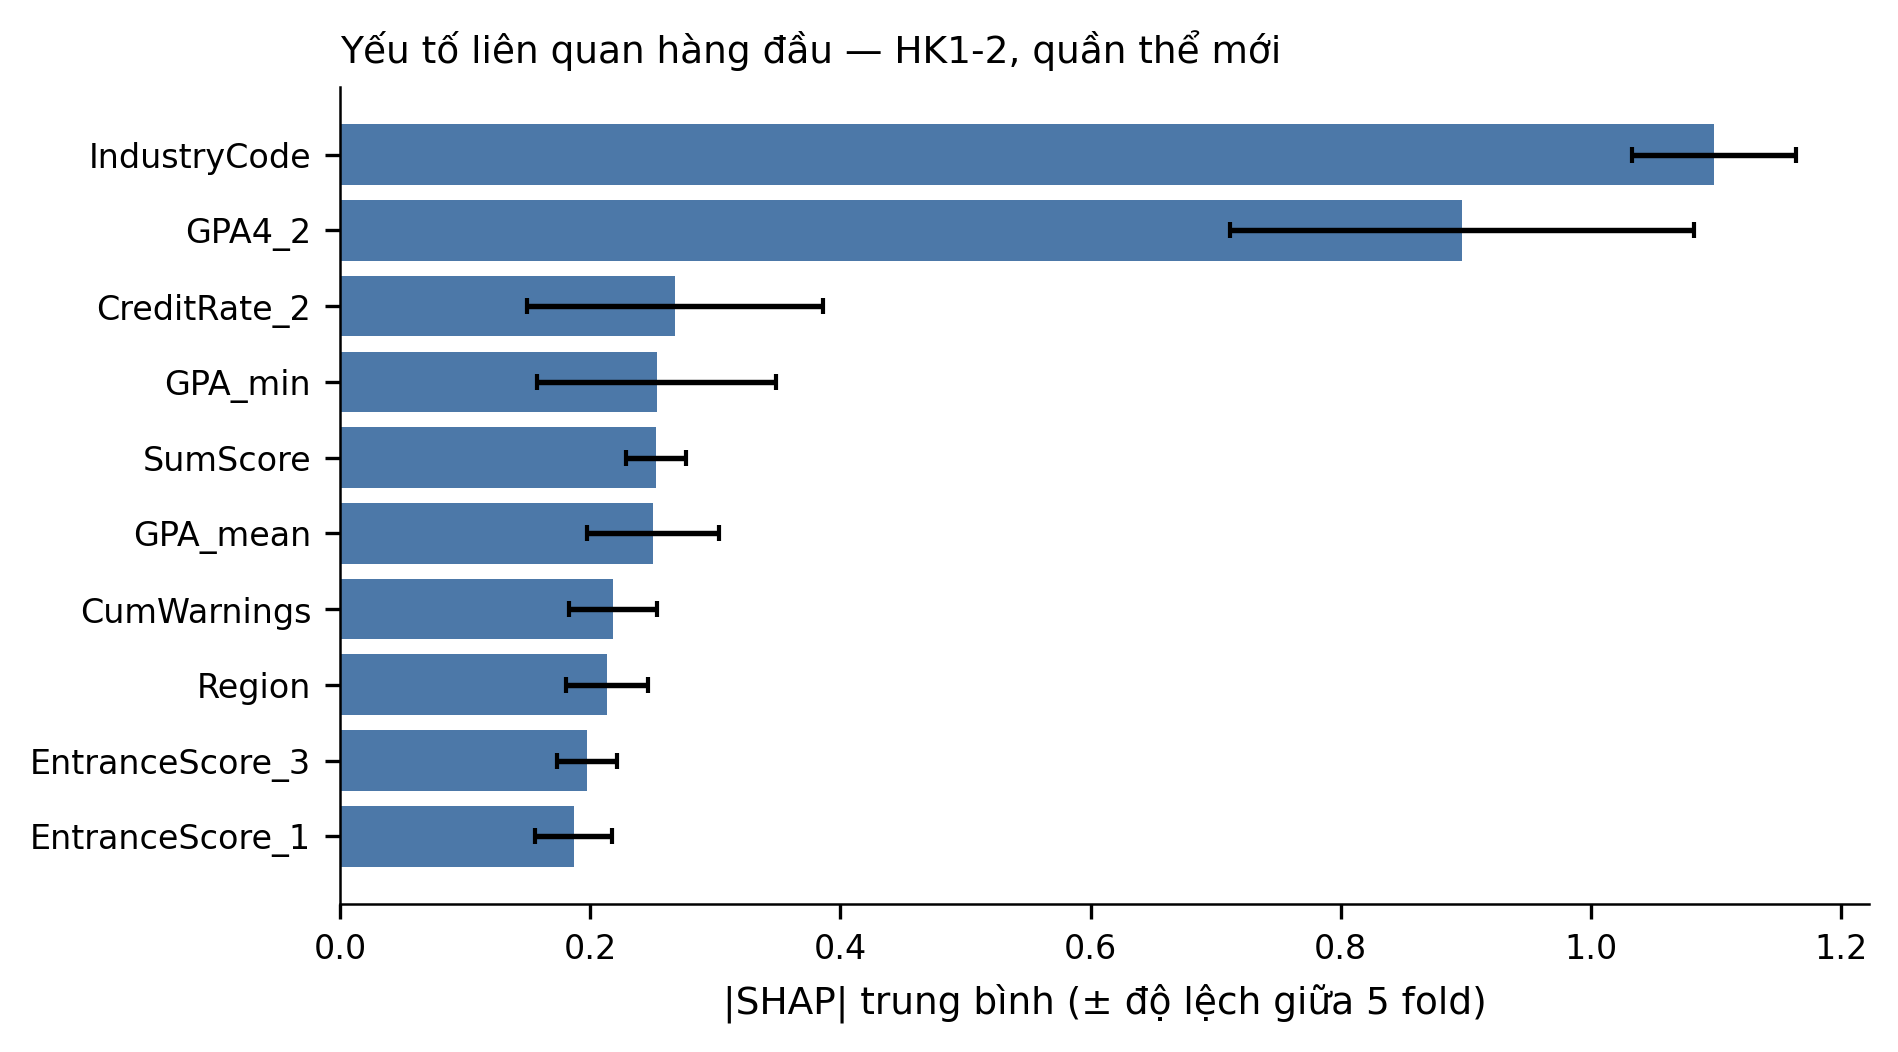 Yếu tố liên quan hàng đầu — HK1-2, quần thể mới
IndustryCode
GPA4_2
CreditRate_2
GPA_min
SumScore
GPA_mean
CumWarnings
Region
EntranceScore_3
EntranceScore_1
0.0 0.2 0.4 0.6 0.8 1.0 1.2
|SHAP| trung bình (± độ lệch giữa 5 fold)